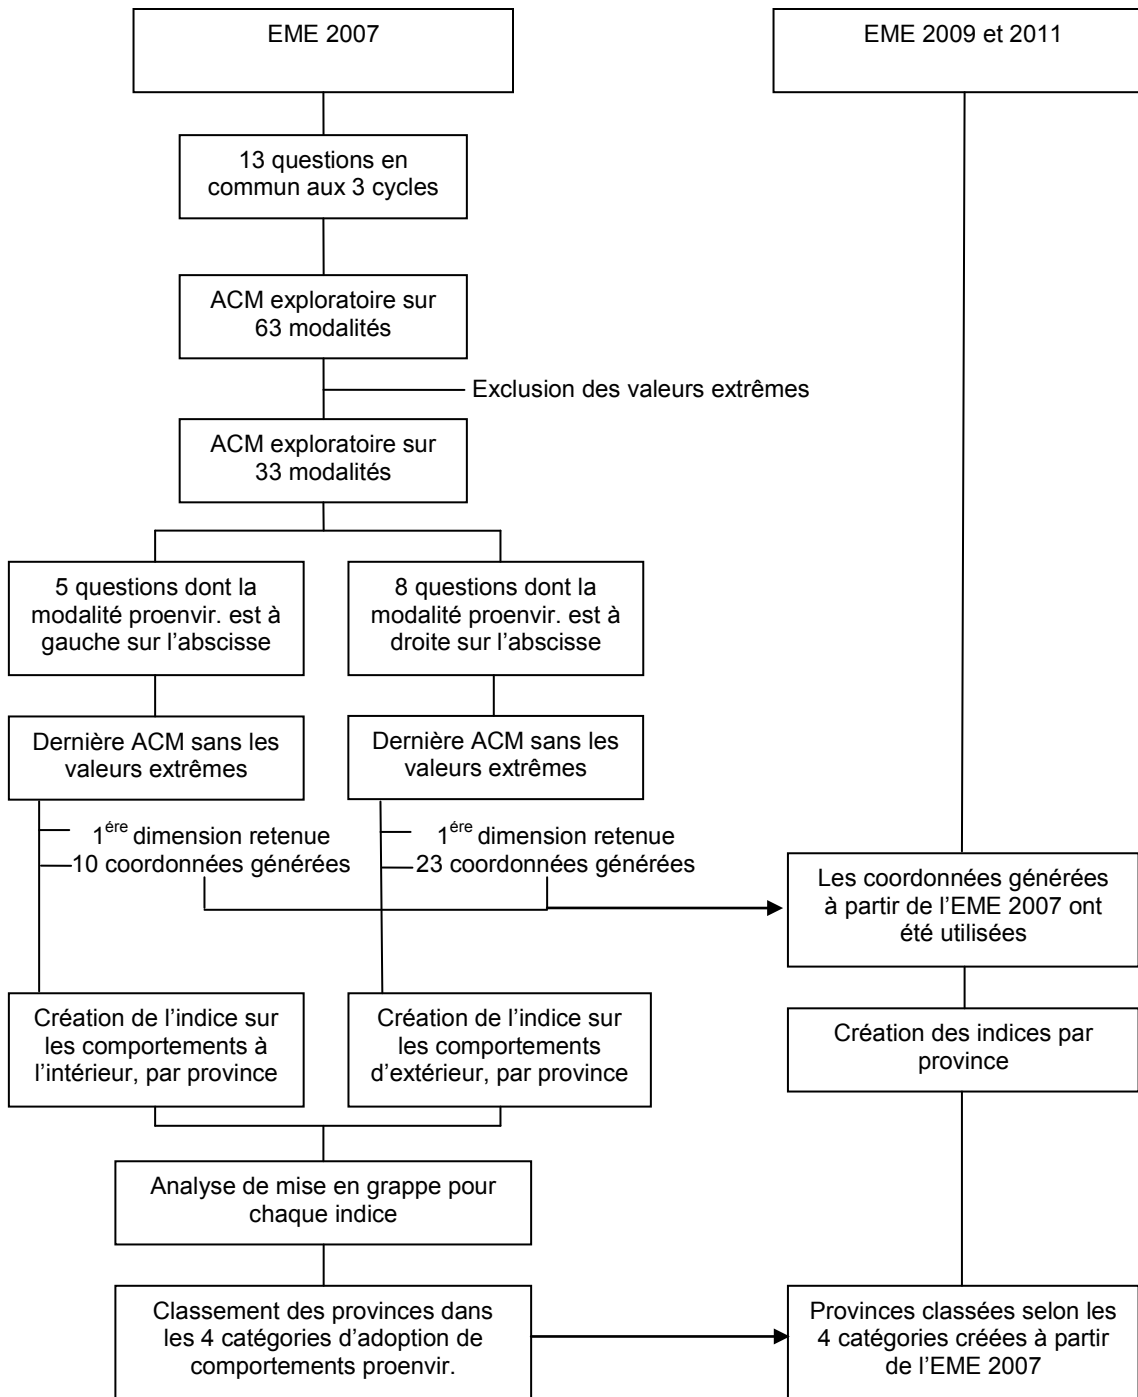 EME 2007
EME 2009 et 2011
13 questions en
commun aux 3 cycles
ACM exploratoire sur
63 modalités
Exclusion des valeurs extrêmes
ACM exploratoire sur
33 modalités
5 questions dont la
modalité proenvir. est à
gauche sur l’abscisse
8 questions dont la
modalité proenvir. est à
droite sur l’abscisse
Dernière ACM sans les
valeurs extrêmes
Dernière ACM sans les
valeurs extrêmes
1ére dimension retenue
10 coordonnées générées
1ére dimension retenue
23 coordonnées générées
Les coordonnées générées
à partir de l’EME 2007 ont
été utilisées
Création de l’indice sur
les comportements à
l’intérieur, par province
Création de l’indice sur
les comportements
d’extérieur, par province
Création des indices par
province
Analyse de mise en grappe pour
chaque indice
Classement des provinces dans
les 4 catégories d’adoption de
comportements proenvir.
Provinces classées selon les
4 catégories créées à partir
de l’EME 2007